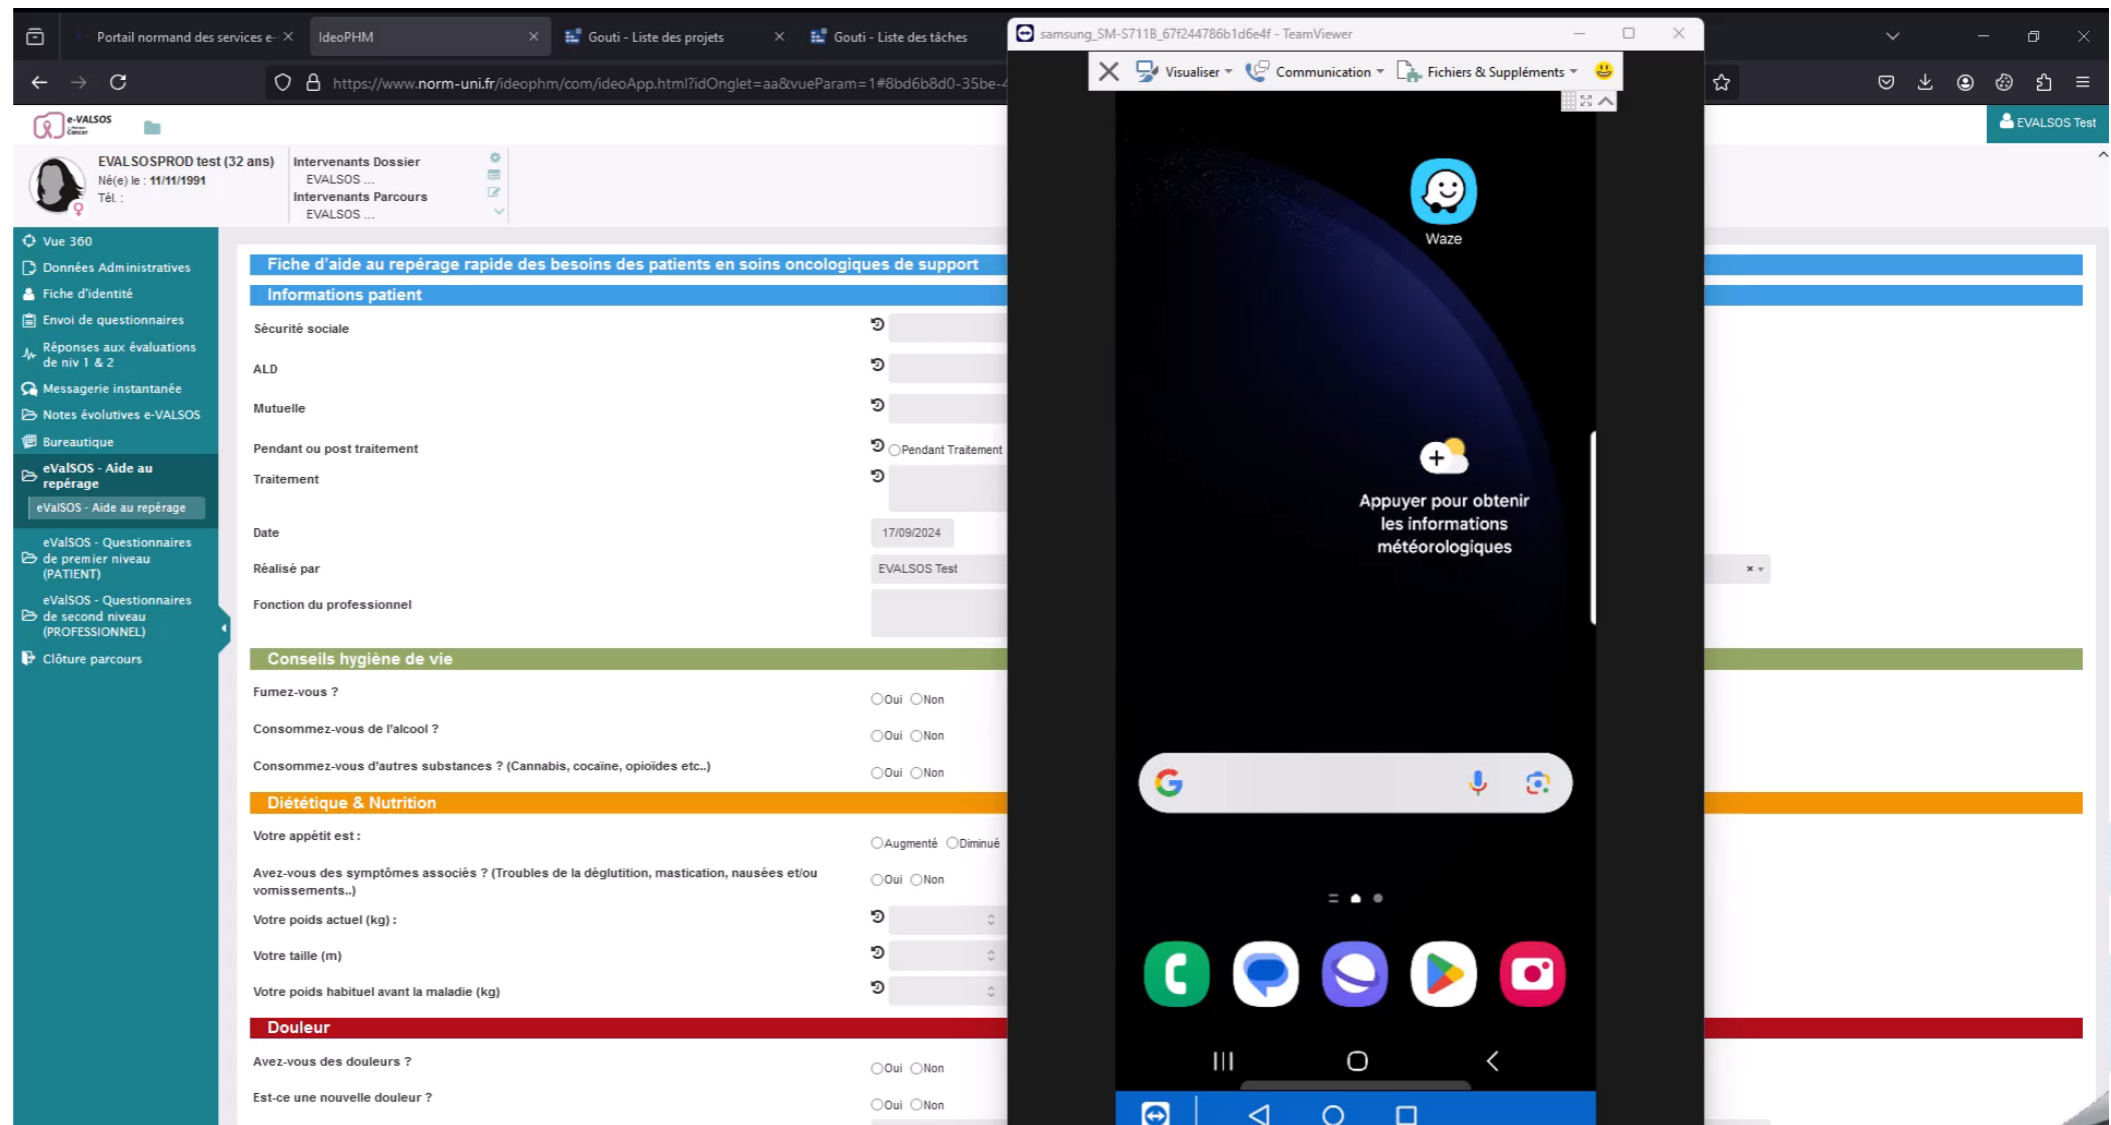 Portail normand des services e-
IdeoPHM
Gouti - Liste des projets
Gouti - Liste des tâches
samsung_SM-S711B_67f244786b1d6e4f - TeamViewer
https://www.norm-uni.fr/ideophm/com/ideoApp.html?idOnglet=aa&vueParam=1#8bd6b8d0-35be-4
Visualiser
Communication
Fichiers & Suppléments
e-VALSOS
Cancer
EVALSOS Test
EVALSOSPROD test (32 ans)
Né(e) le : 11/11/1991
Tél. :
Intervenants Dossier
EVALSOS ...
Intervenants Parcours
EVALSOS ...
Vue 360
Données Administratives
Fiche d'identité
Envoi de questionnaires
Réponses aux évaluations
de niv 1 & 2
Messagerie instantanée
Notes évolutives e-VALSOS
Bureautique
eValSOS - Aide au
repérage
eValSOS - Aide au repérage
eValSOS - Questionnaires
de premier niveau
(PATIENT)
eValSOS - Questionnaires
de second niveau
(PROFESSIONNEL)
Clôture parcours
Fiche d'aide au repérage rapide des besoins des patients en soins oncologiques de support
Informations patient
Sécurité sociale
ALD
Mutuelle
Pendant ou post traitement
Pendant Traitement
Traitement
Date
17/09/2024
Réalisé par
EVALSOS Test
Fonction du professionnel
Conseils hygiène de vie
Fumez-vous ?
Oui Non
Consommez-vous de l'alcool ?
Oui Non
Consommez-vous d'autres substances ? (Cannabis, cocaïne, opioïdes etc..)
Oui Non
Diététique & Nutrition
Votre appétit est :
Augmenté Diminué
Avez-vous des symptômes associés ? (Troubles de la déglutition, mastication, nausées et/ou
vomissements..)
Oui Non
Votre poids actuel (kg) :
Votre taille (m)
Votre poids habituel avant la maladie (kg)
Douleur
Avez-vous des douleurs ?
Oui Non
Est-ce une nouvelle douleur ?
Oui Non
Waze
Appuyer pour obtenir
les informations
météorologiques